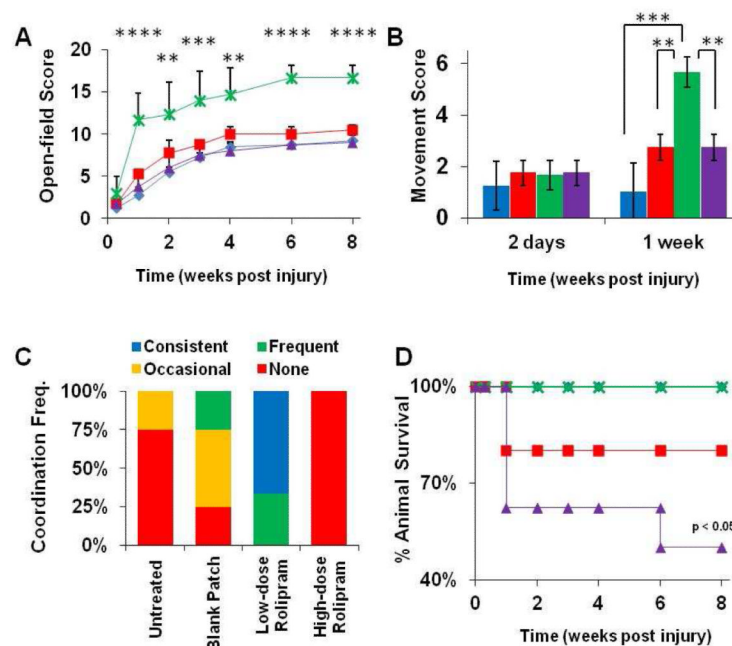 A
B
**** ** *** ** **** ****
Open-field Score
20
15
10
5
0
0 2 4 6 8
Time (weeks post injury)
Movement Score
***
** **
6
4
2
0
2 days 1 week
Time (weeks post injury)
C
Consistent Frequent
Occasional None
Coordination Freq.
100%
75%
50%
25%
0%
Untreated
Blank Patch
Low-dose
Rolipram
High-dose
Rolipram
D
% Animal Survival
100%
70%
40%
p < 0.05
0 2 4 6 8
Time (weeks post injury)